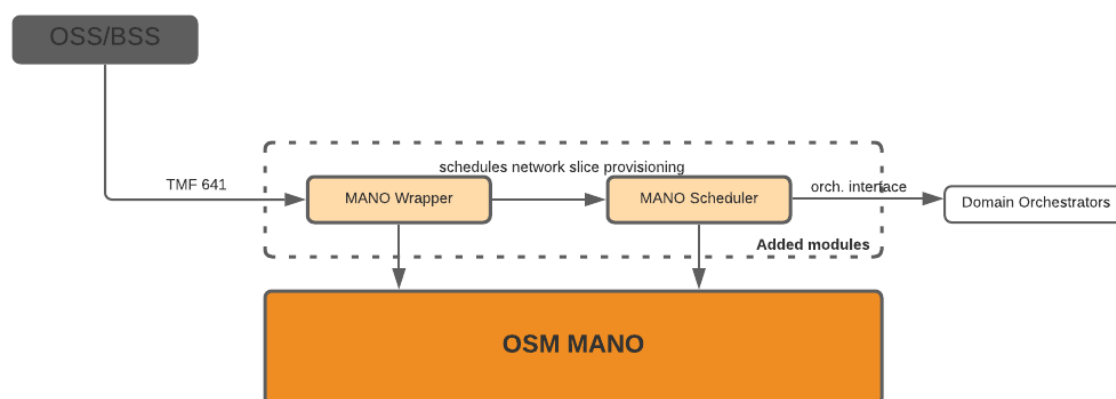 OSS/BSS
schedules network slice provisioning
TMF 641
MANO Wrapper
MANO Scheduler
orch. interface
Domain Orchestrators
Added modules
OSM MANO